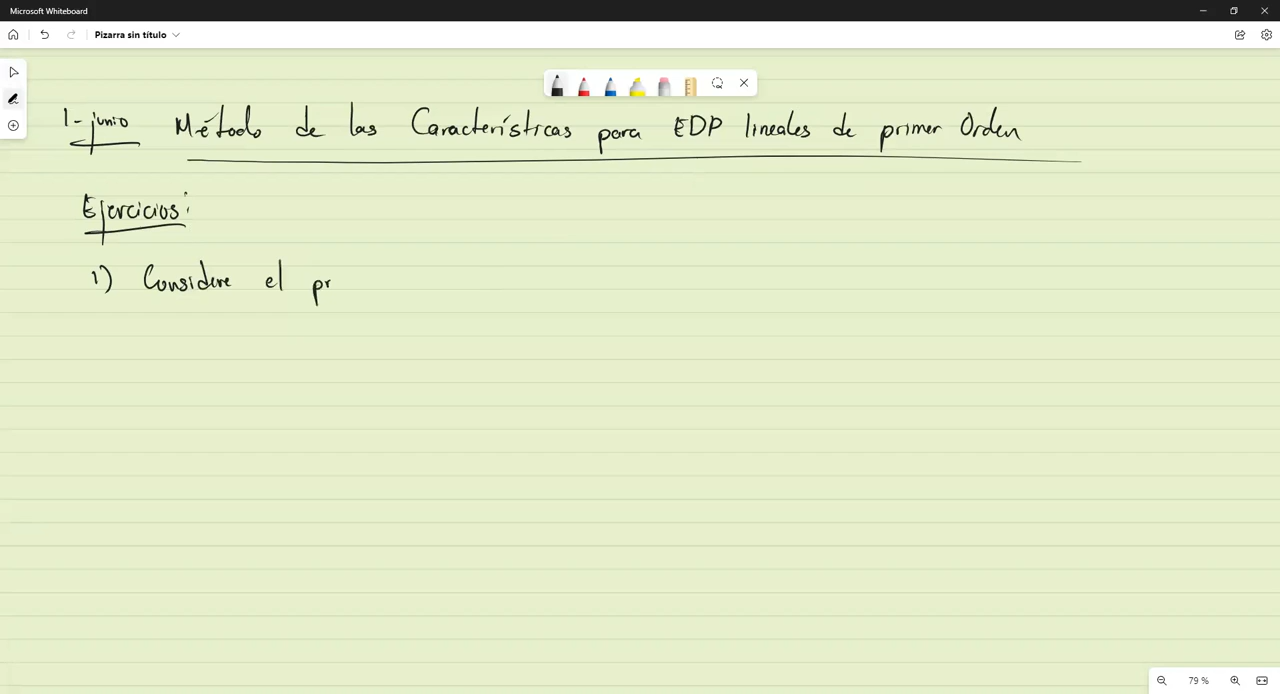 Microsoft Whiteboard
Pizarra sin título
1-junio Método de las Características para EDP lineales de primer Orden
Ejercicios:
1) Considere el pr
79 %